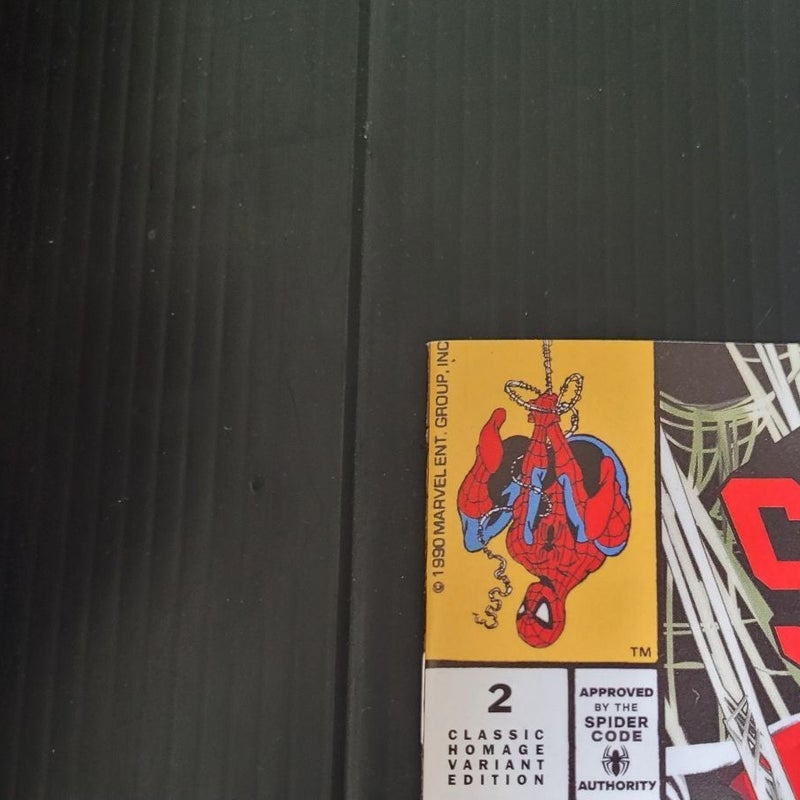 © 1990 MARVEL ENT. GROUP, INC
TM
2
CLASSIC
HOMAGE
VARIANT
EDITION
APPROVED
BY THE
SPIDER
CODE
AUTHORITY